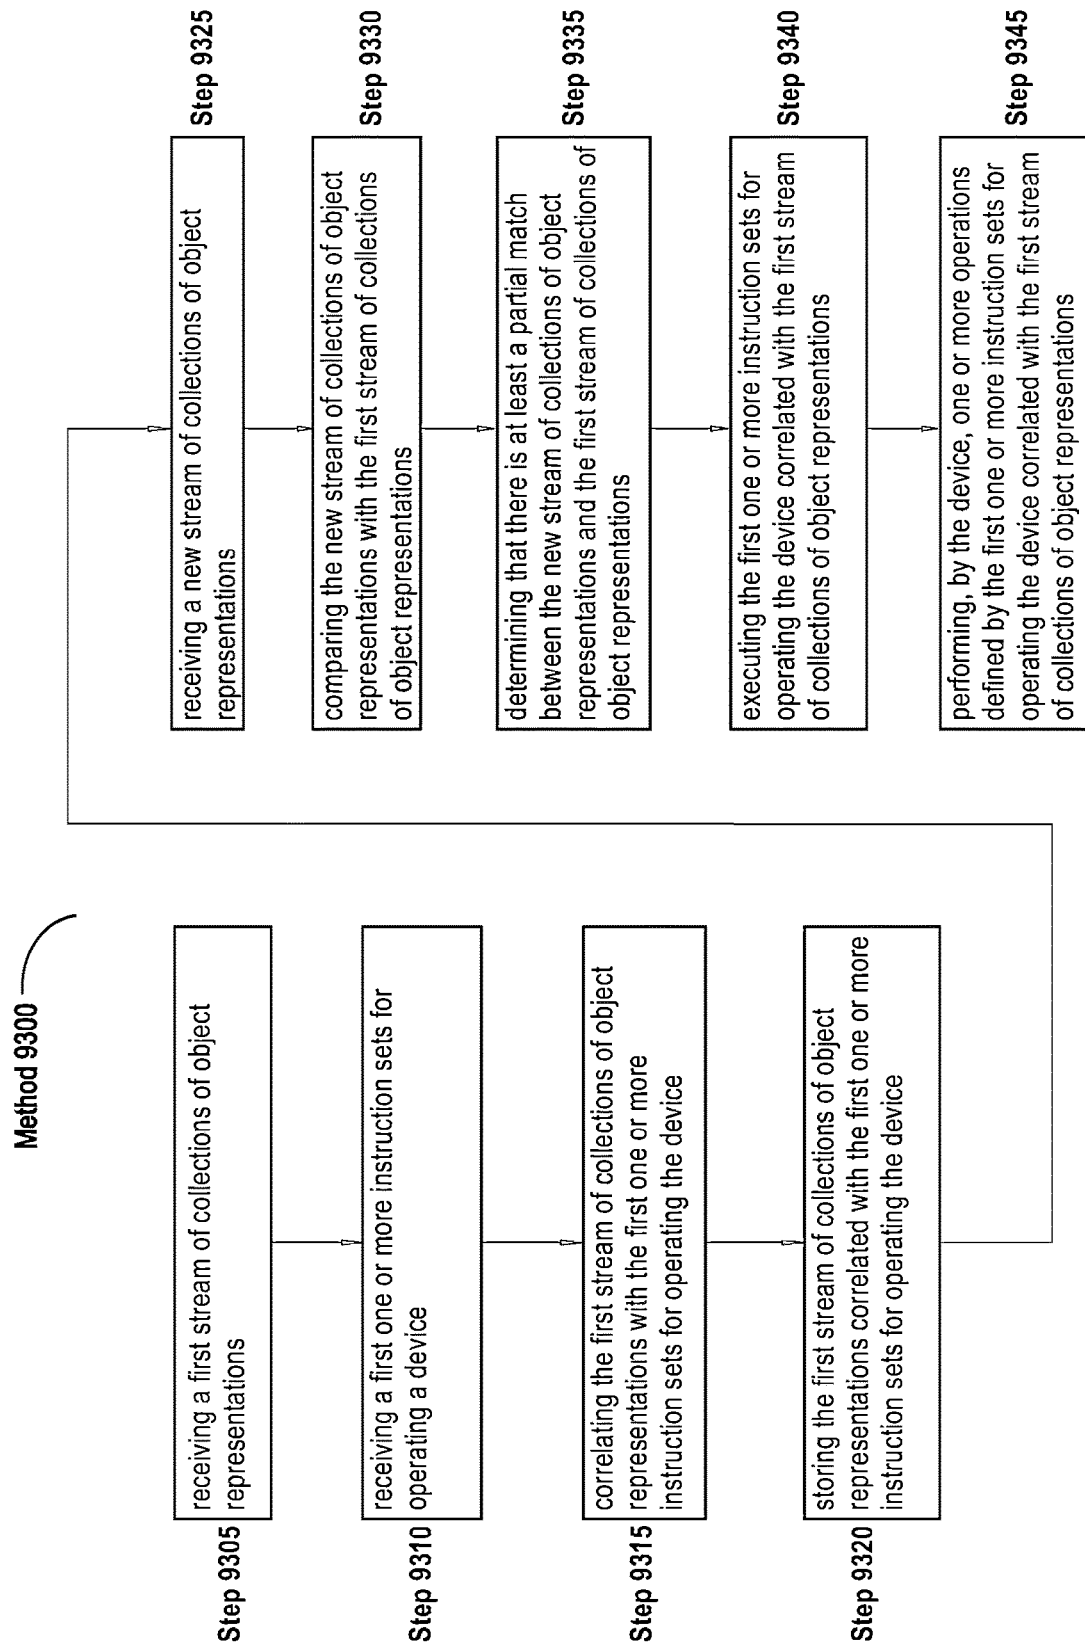 Method 9300
Step 9305
receiving a first stream of collections of object
representations
Step 9310
receiving a first one or more instruction sets for
operating a device
Step 9315
correlating the first stream of collections of object
representations with the first one or more
instruction sets for operating the device
Step 9320
storing the first stream of collections of object
representations correlated with the first one or more
instruction sets for operating the device
receiving a new stream of collections of object
representations
Step 9325
comparing the new stream of collections of object
representations with the first stream of collections
of object representations
Step 9330
determining that there is at least a partial match
between the new stream of collections of object
representations and the first stream of collections of
object representations
Step 9335
executing the first one or more instruction sets for
operating the device correlated with the first stream
of collections of object representations
Step 9340
performing, by the device, one or more operations
defined by the first one or more instruction sets for
operating the device correlated with the first stream
of collections of object representations
Step 9345